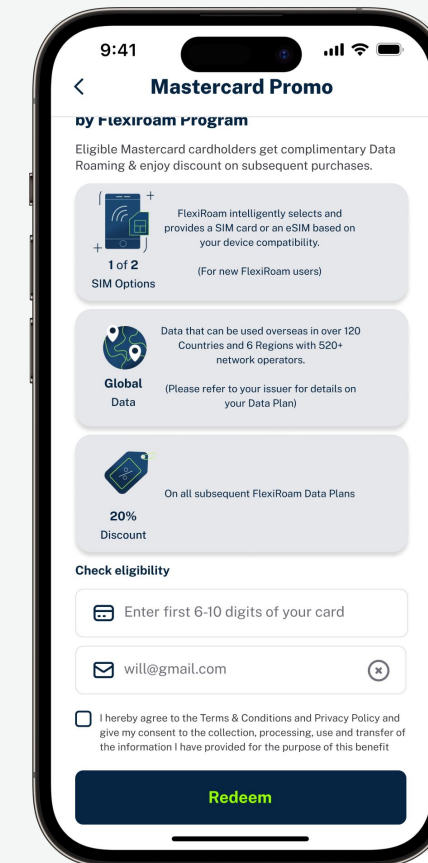 9:41
Mastercard Promo
by Flexiroam Program
Eligible Mastercard cardholders get complimentary Data
Roaming & enjoy discount on subsequent purchases.
1 of 2
SIM Options
FlexiRoam intelligently selects and
provides a SIM card or an eSIM based on
your device compatibility.
(For new FlexiRoam users)
Global
Data
Data that can be used overseas in over 120
Countries and 6 Regions with 520+
network operators.
(Please refer to your issuer for details on
your Data Plan)
%
20%
Discount
On all subsequent FlexiRoam Data Plans
Check eligibility
Enter first 6-10 digits of your card
will@gmail.com
I hereby agree to the Terms & Conditions and Privacy Policy and
give my consent to the collection, processing, use and transfer of
the information I have provided for the purpose of this benefit
Redeem